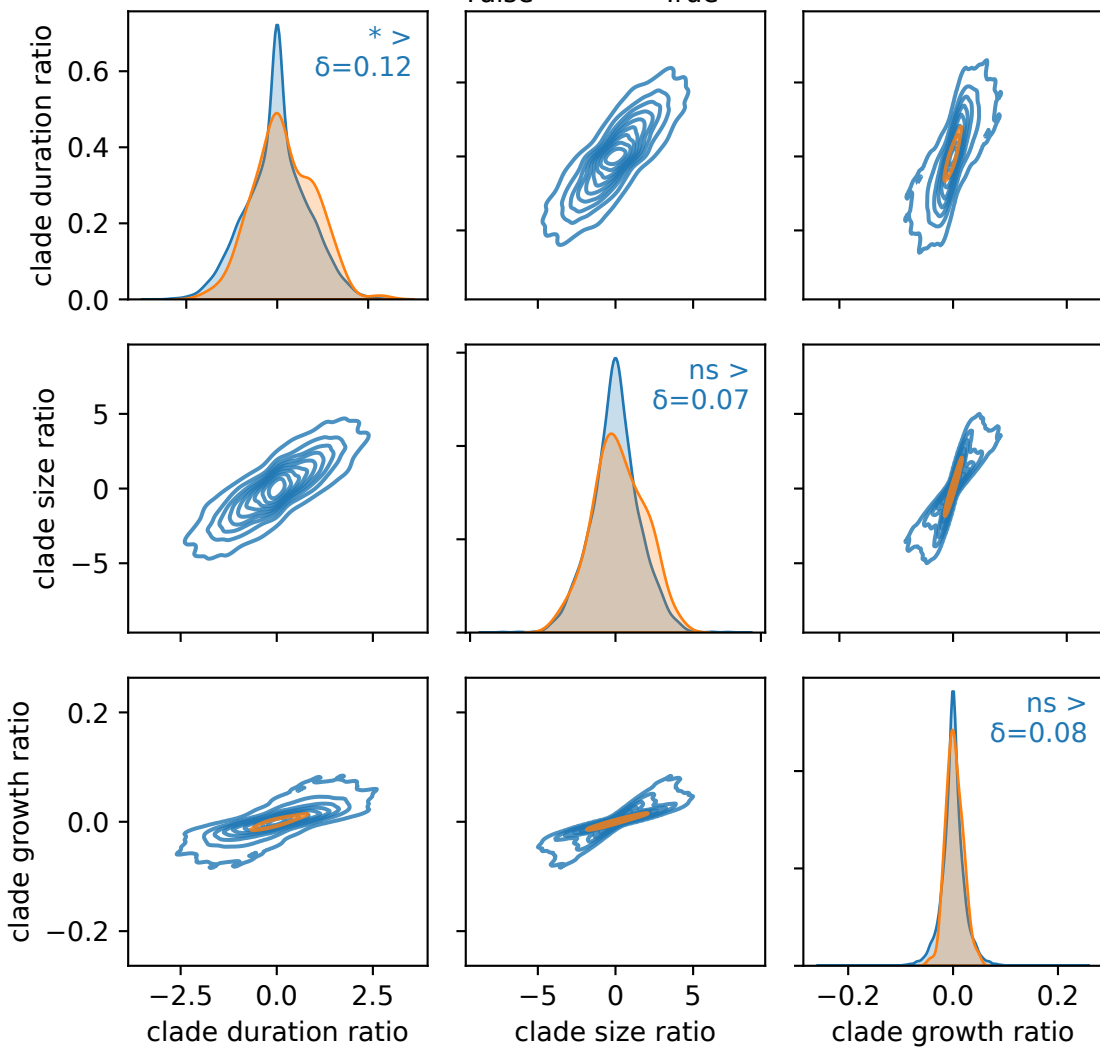 clade duration ratio
0.6
0.4
0.2
0.0
* >
δ=0.12
clade size ratio
5
0
−5
ns >
δ=0.07
clade growth ratio
0.2
0.0
−0.2
ns >
δ=0.08
−2.5 0.0 2.5
−5 0 5
−0.2 0.0 0.2
clade duration ratio
clade size ratio
clade growth ratio